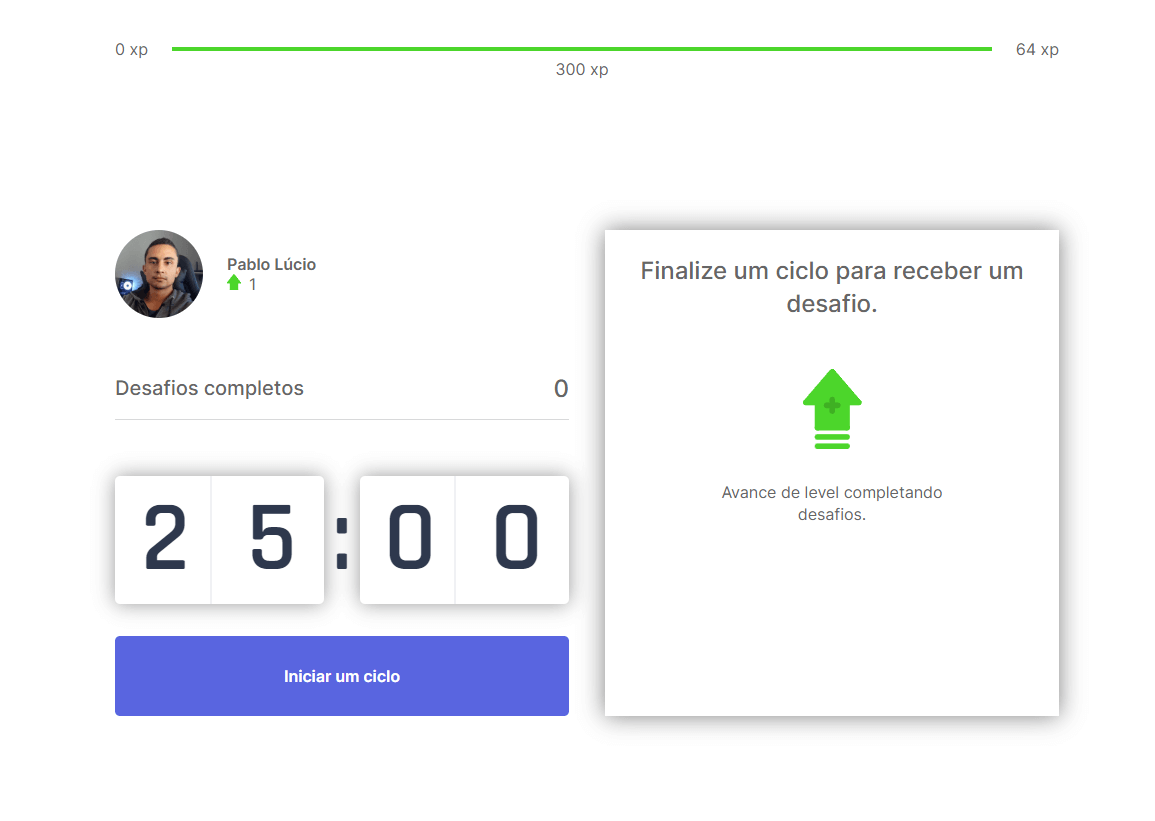 0 xp
64 xp
300 xp
Pablo Lúcio
1
Desafios completos
0
25:00
Iniciar um ciclo
Finalize um ciclo para receber um
desafio.
Avance de level completando
desafios.